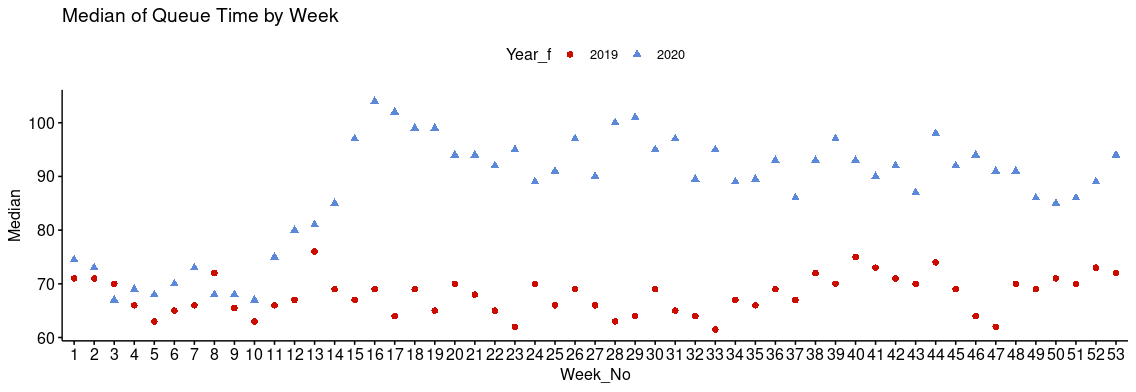 Median of Queue Time by Week
Year_f 2019 2020
100
90
80
70
60
Median
1 2 3 4 5 6 7 8 9 10 11 12 13 14 15 16 17 18 19 20 21 22 23 24 25 26 27 28 29 30 31 32 33 34 35 36 37 38 39 40 41 42 43 44 45 46 47 48 49 50 51 52 53
Week_No